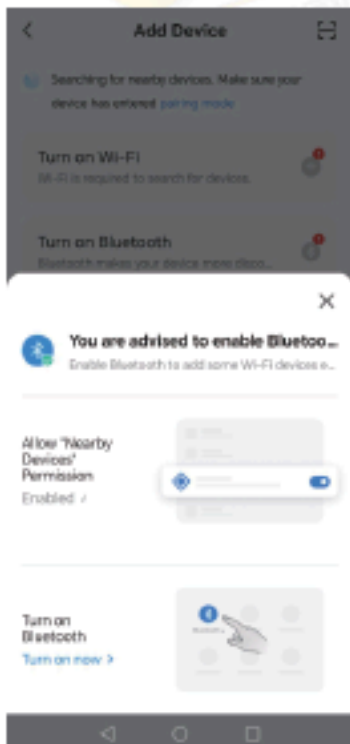 Add Device
Searching for nearby devices. Make sure your
device has entered pairing mode
Turn on Wi-Fi
Wi-Fi is required to search for devices.
Turn on Bluetooth
Bluetooth makes your device more disco...
You are advised to enable Bluetoo...
Enable Bluetooth to add some Wi-Fi devices e...
Allow "Nearby
Devices"
Permission
Enabled
Turn on
Bluetooth
Turn on now >